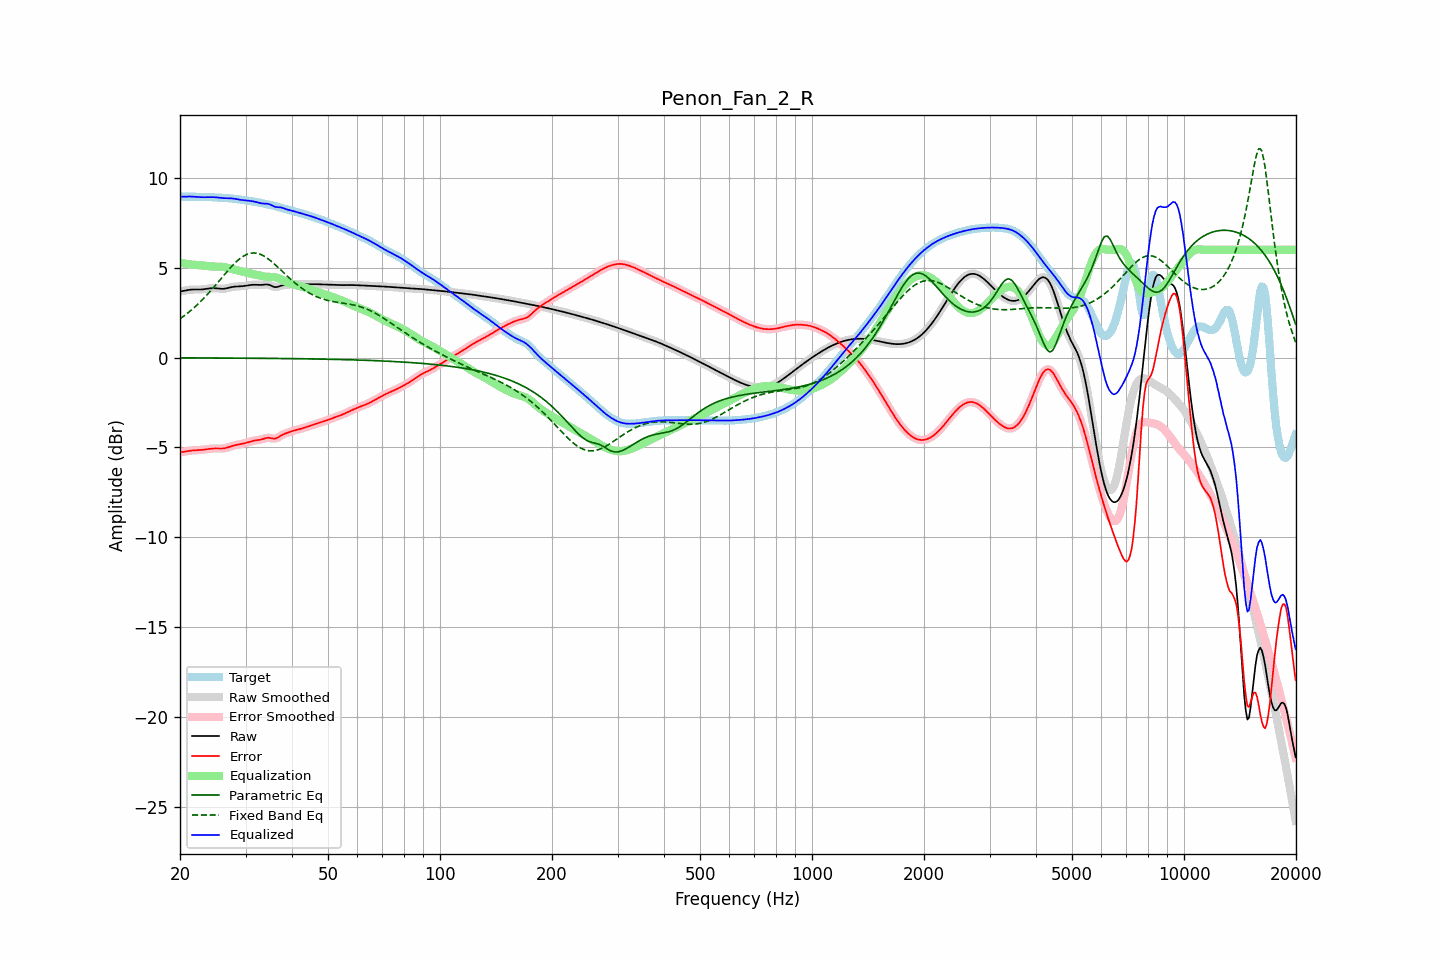 Penon_Fan_2_R
Amplitude (dBr)
10
5
0
−5
−10
−15
−20
−25
Target
Raw Smoothed
Error Smoothed
Raw
Error
Equalization
Parametric Eq
Fixed Band Eq
Equalized
20 50 100 200 500 1000 2000 5000 10000 20000
Frequency (Hz)